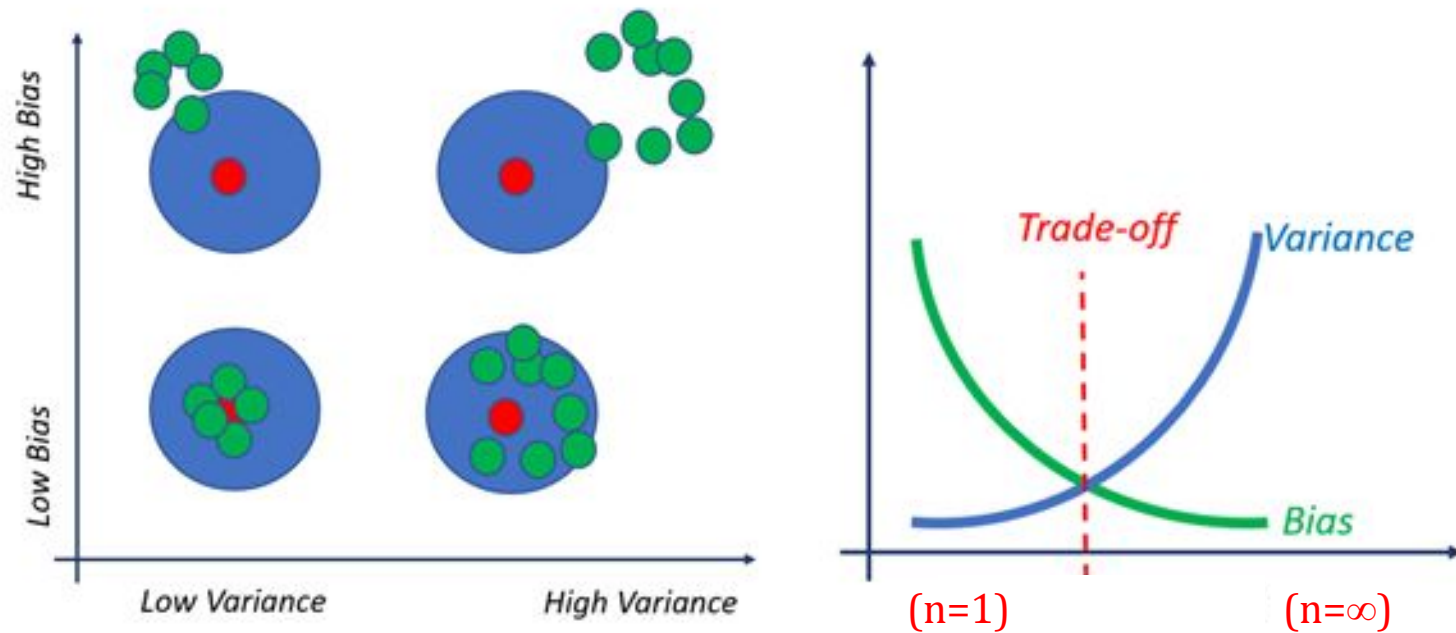 High Bias
Low Bias
Low Variance
High Variance
Trade-off
Variance
Bias
(n=1)
(n=∞)